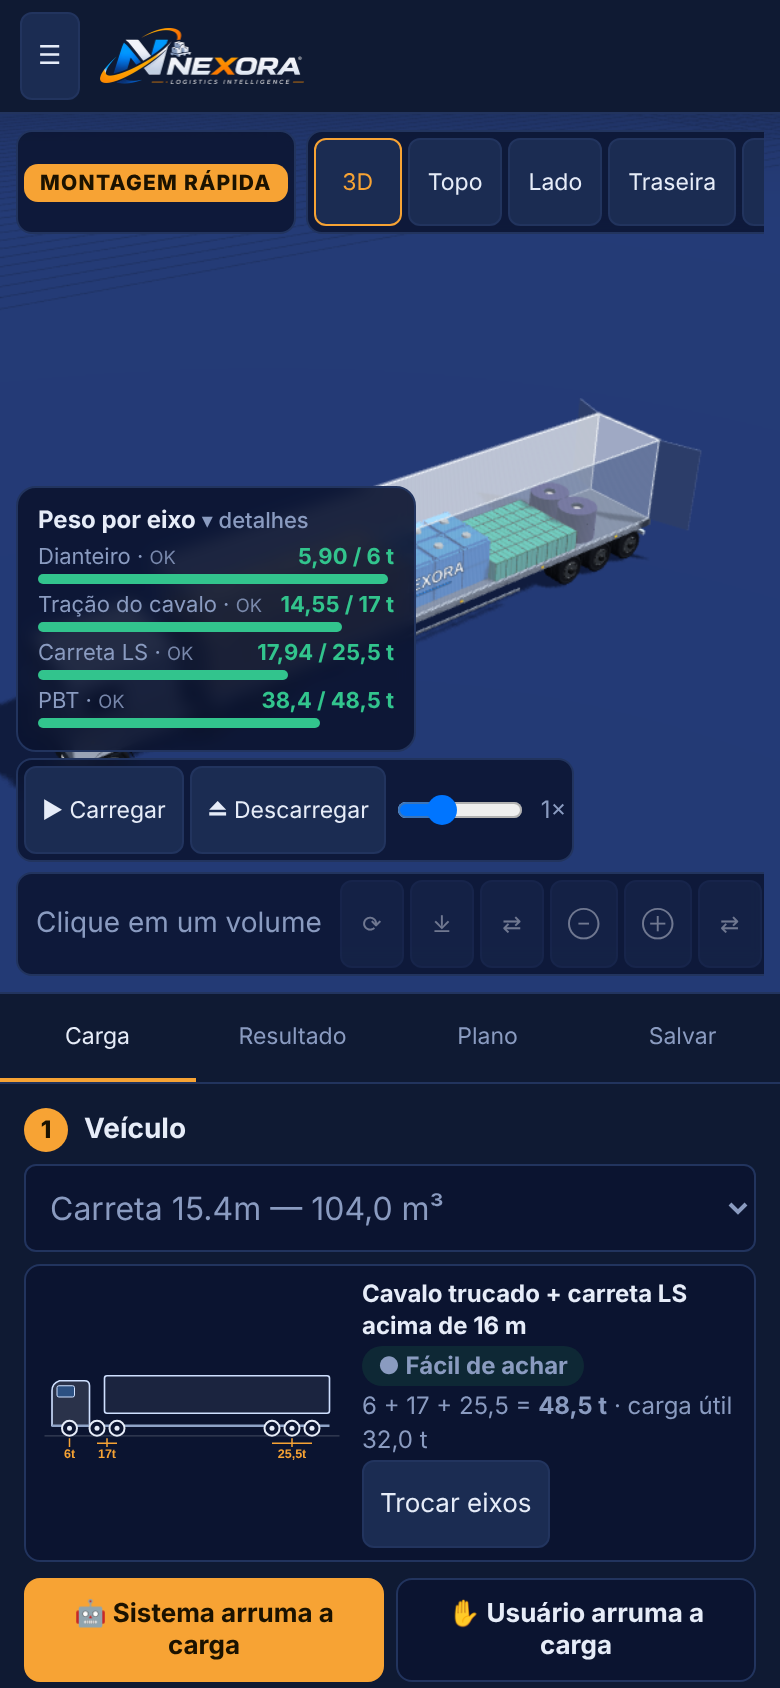 ☰ NEXORA
LOGISTICS INTELLIGENCE
MONTAGEM RÁPIDA
3D Topo Lado Traseira
EXORA
Peso por eixo ▾ detalhes
Dianteiro · OK 5,90 / 6 t
Tração do cavalo · OK 14,55 / 17 t
Carreta LS · OK 17,94 / 25,5 t
PBT · OK 38,4 / 48,5 t
▶ Carregar ⏏ Descarregar 1×
Clique em um volume ⟳ ⤓ ⇄ − + ⇄
Carga Resultado Plano Salvar
1 Veículo
Carreta 15.4m — 104,0 m³
Cavalo trucado + carreta LS
acima de 16 m
● Fácil de achar
6 + 17 + 25,5 = 48,5 t · carga útil
32,0 t
6t 17t 25,5t
Trocar eixos
🤖 Sistema arruma a
carga
✋ Usuário arruma a
carga